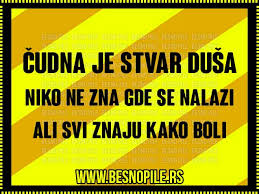 ČUDNA JE STVAR DUŠA
NIKO NE ZNA GDE SE NALAZI
ALI SVI ZNAJU KAKO BOLI
WWW.BESNOPILE.RS